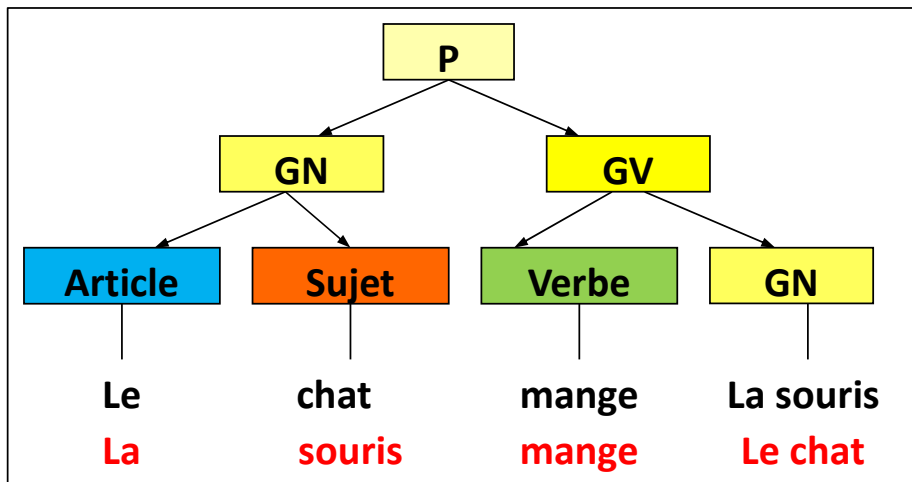 P
GN GV
Article Sujet Verbe GN
Le chat mange La souris
La souris mange Le chat